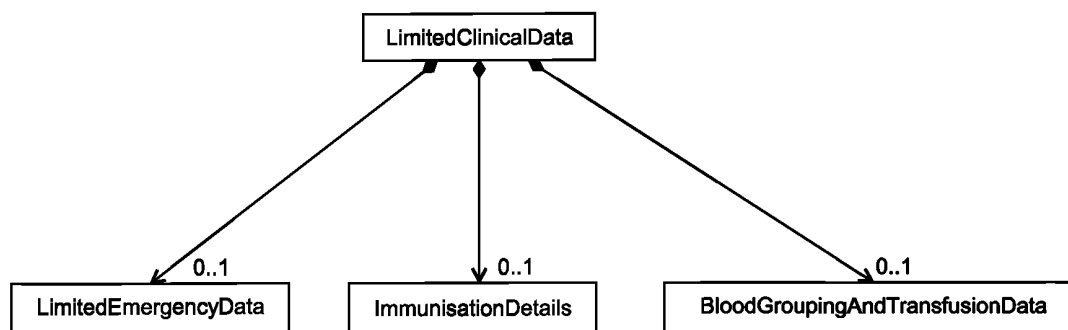 LimitedClinicalData
0..1
0..1
0..1
LimitedEmergencyData
ImmunisationDetails
BloodGroupingAndTransfusionData